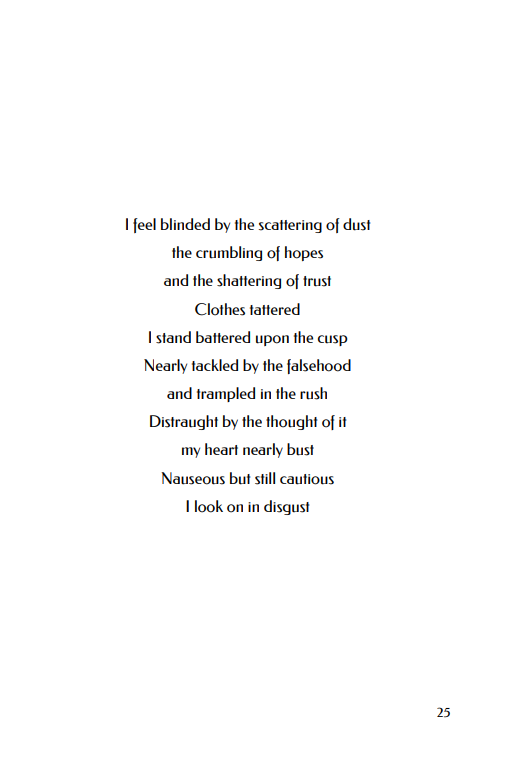 I feel blinded by the scattering of dust
the crumbling of hopes
and the shattering of trust
Clothes tattered
I stand battered upon the cusp
Nearly tackled by the falsehood
and trampled in the rush
Distraught by the thought of it
my heart nearly bust
Nauseous but still cautious
I look on in disgust
25